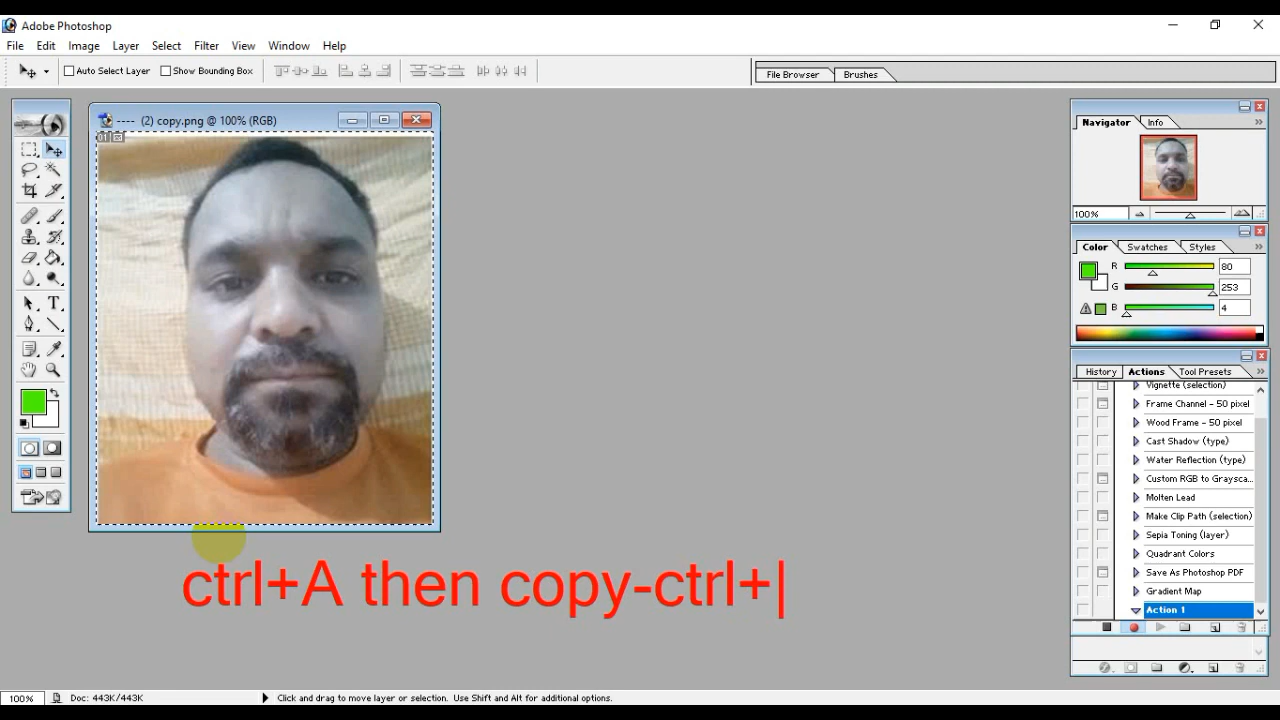 Adobe Photoshop
File Edit Image Layer Select Filter View Window Help
Auto Select Layer Show Bounding Box File Browser Brushes
---- (2) copy.png @ 100% (RGB)
01
Navigator Info
100%
Color Swatches Styles
R 80
G 253
B 4
History Actions Tool Presets
Vignette (selection)
Frame Channel - 50 pixel
Wood Frame - 50 pixel
Cast Shadow (type)
Water Reflection (type)
Custom RGB to Graysca...
Molten Lead
Make Clip Path (selection)
Sepia Toning (layer)
Quadrant Colors
Save As Photoshop PDF
Gradient Map
Action 1
ctrl+A then copy-ctrl+|
100% Doc: 443K/443K Click and drag to move layer or selection. Use Shift and Alt for additional options.